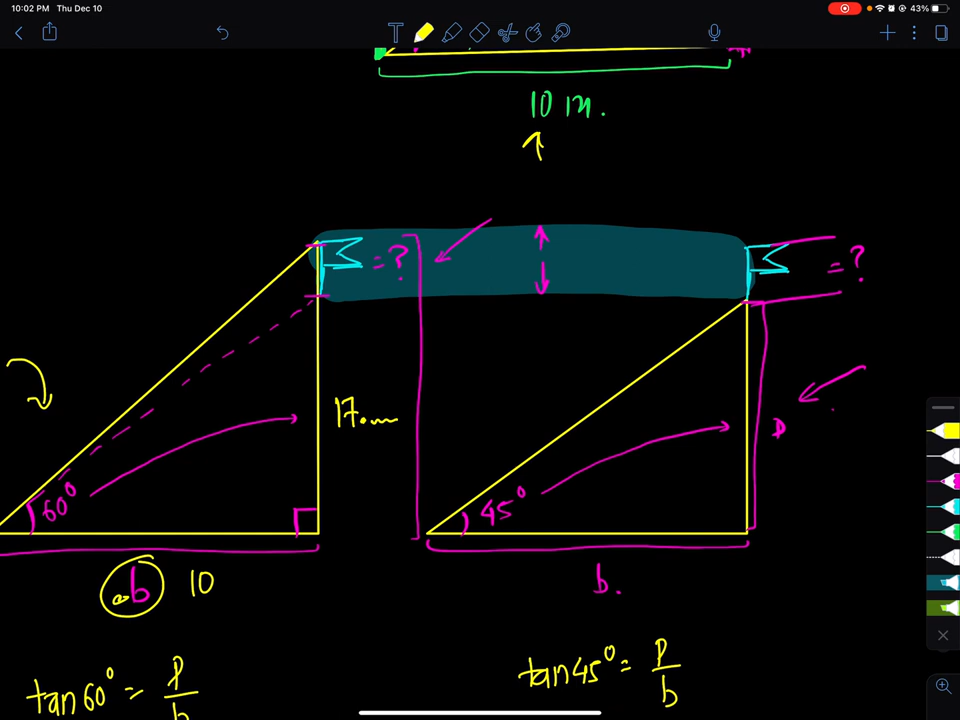 10:02 PM Thu Dec 10
43%
T
10 m.
= ?
= ?
17.
60°
45°
b 10
b.
tan 60° = P/b
tan 45° = P/b